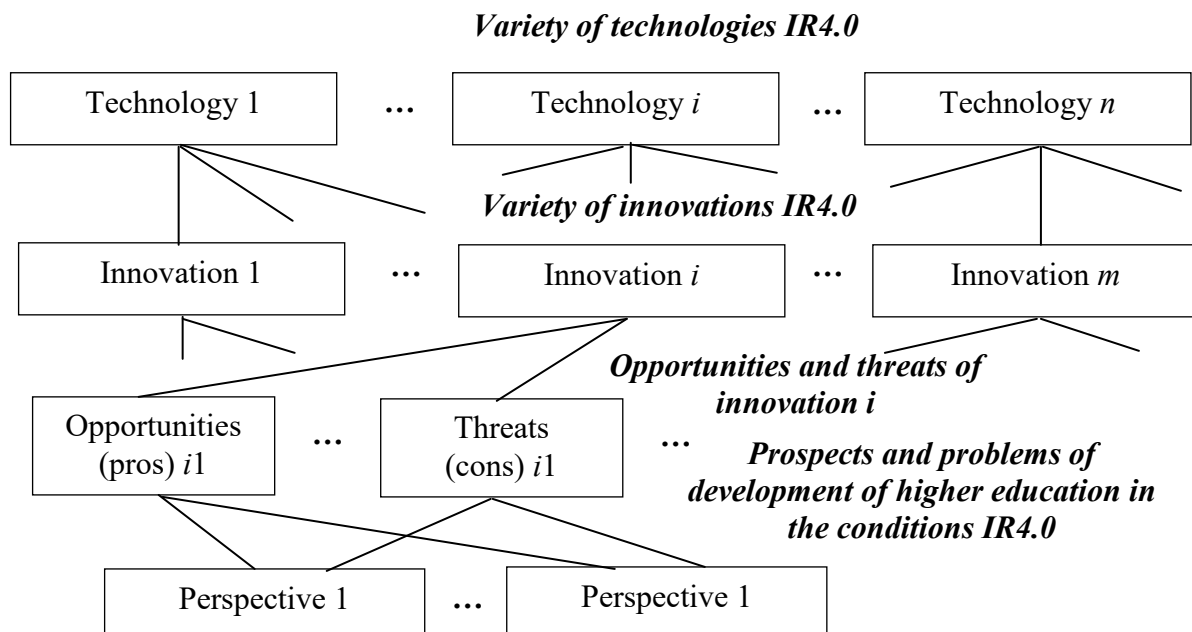 Variety of technologies IR4.0
Technology 1
...
Technology i
...
Technology n
Variety of innovations IR4.0
Innovation 1
...
Innovation i
...
Innovation m
Opportunities and threats of
innovation i
Opportunities
(pros) i1
...
Threats
(cons) i1
...
Prospects and problems of
development of higher education in
the conditions IR4.0
Perspective 1
...
Perspective 1